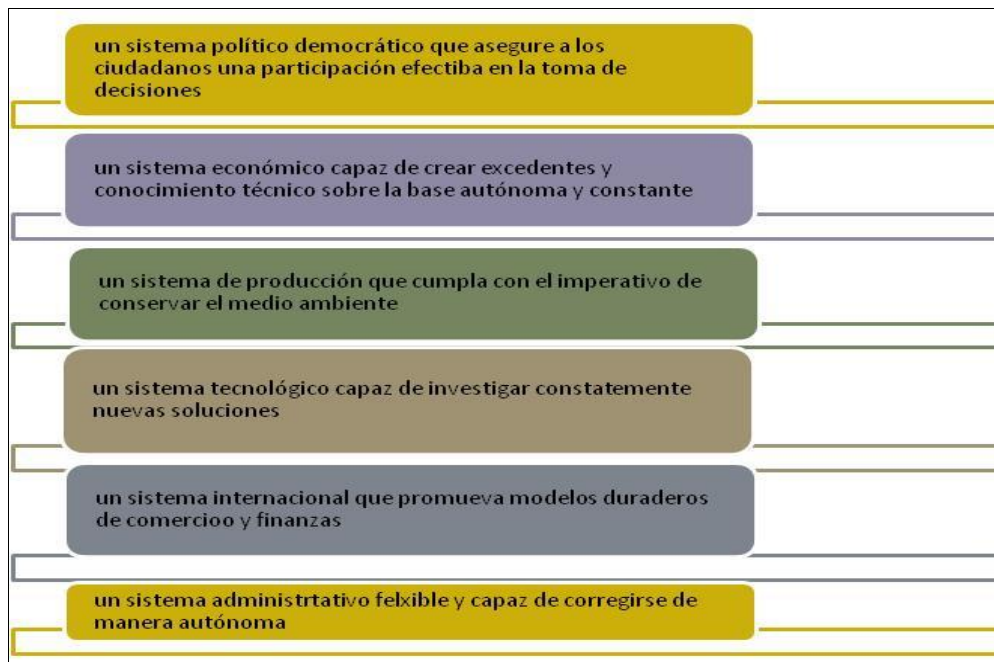 un sistema político democrático que asegure a los
ciudadanos una participación efectiba en la toma de
decisiones
un sistema económico capaz de crear excedentes y
conocimiento técnico sobre la base autónoma y constante
un sistema de producción que cumpla con el imperativo de
conservar el medio ambiente
un sistema tecnológico capaz de investigar constatemente
nuevas soluciones
un sistema internacional que promueva modelos duraderos
de comercioo y finanzas
un sistema administrtativo felxible y capaz de corregirse de
manera autónoma